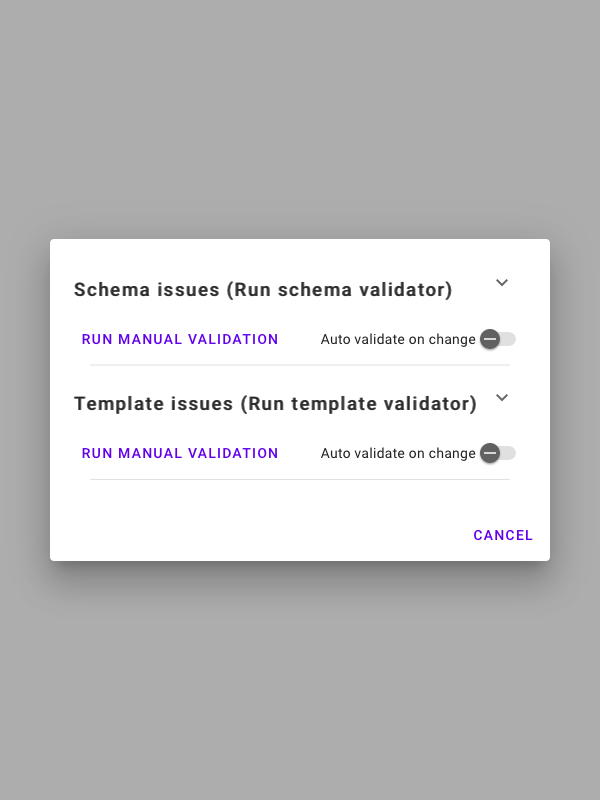 Schema issues (Run schema validator)
RUN MANUAL VALIDATION Auto validate on change
Template issues (Run template validator)
RUN MANUAL VALIDATION Auto validate on change
CANCEL